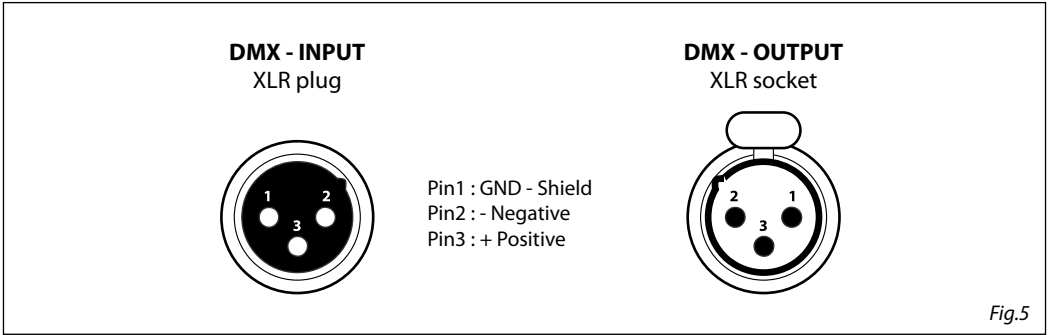 DMX - INPUT
XLR plug
DMX - OUTPUT
XLR socket
1 2
3
Pin1 : GND - Shield
Pin2 : - Negative
Pin3 : + Positive
2 1
3
Fig.5